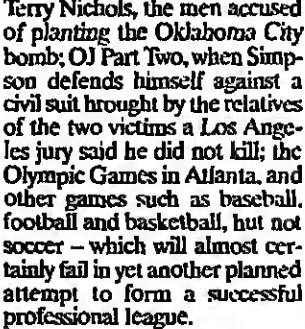 Terry Nichols, the men accused
of planting the Oklahoma City
bomb; OJ Part Two, when Simp-
son defends himself against a
civil suit brought by the relatives
of the two victims a Los Ange-
les jury said he did not kill; the
Olympic Games in Atlanta, and
other games such as baseball,
football and basketball, but not
soccer – which will almost cer-
tainly fail in yet another planned
attempt to form a successful
professional league.